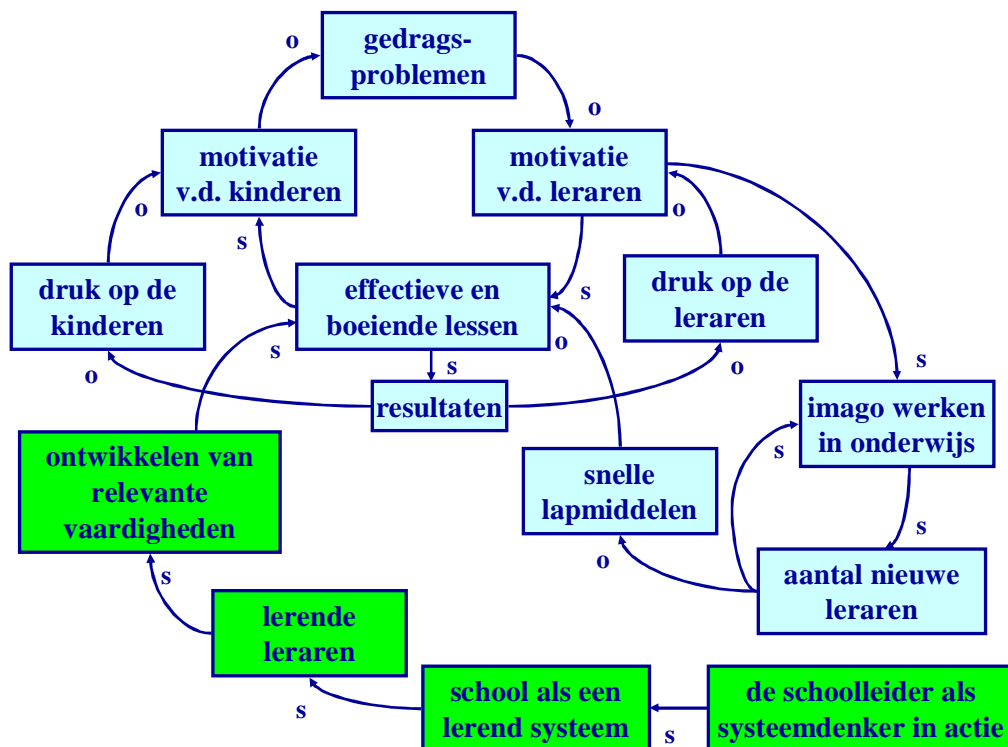 o
gedrags-
problemen
o
motivatie
v.d. kinderen
motivatie
v.d. leraren
o
s
o
s
druk op de
kinderen
effectieve en
boeiende lessen
druk op de
leraren
s
o
s
o
s
o
s
resultaten
imago werken
in onderwijs
s
ontwikkelen van
relevante
vaardigheden
snelle
lapmiddelen
s
o
aantal nieuwe
leraren
s
lerende
leraren
s
school als een
lerend systeem
s
de schoolleider als
systeemdenker in actie